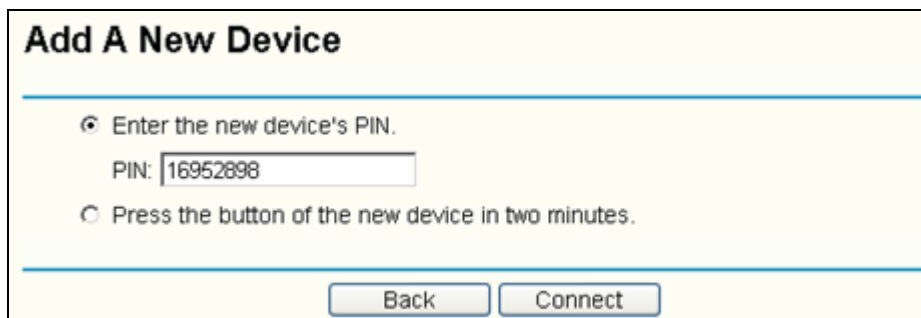 Add A New Device
Enter the new device's PIN.
PIN: 16952898
Press the button of the new device in two minutes.
Back Connect